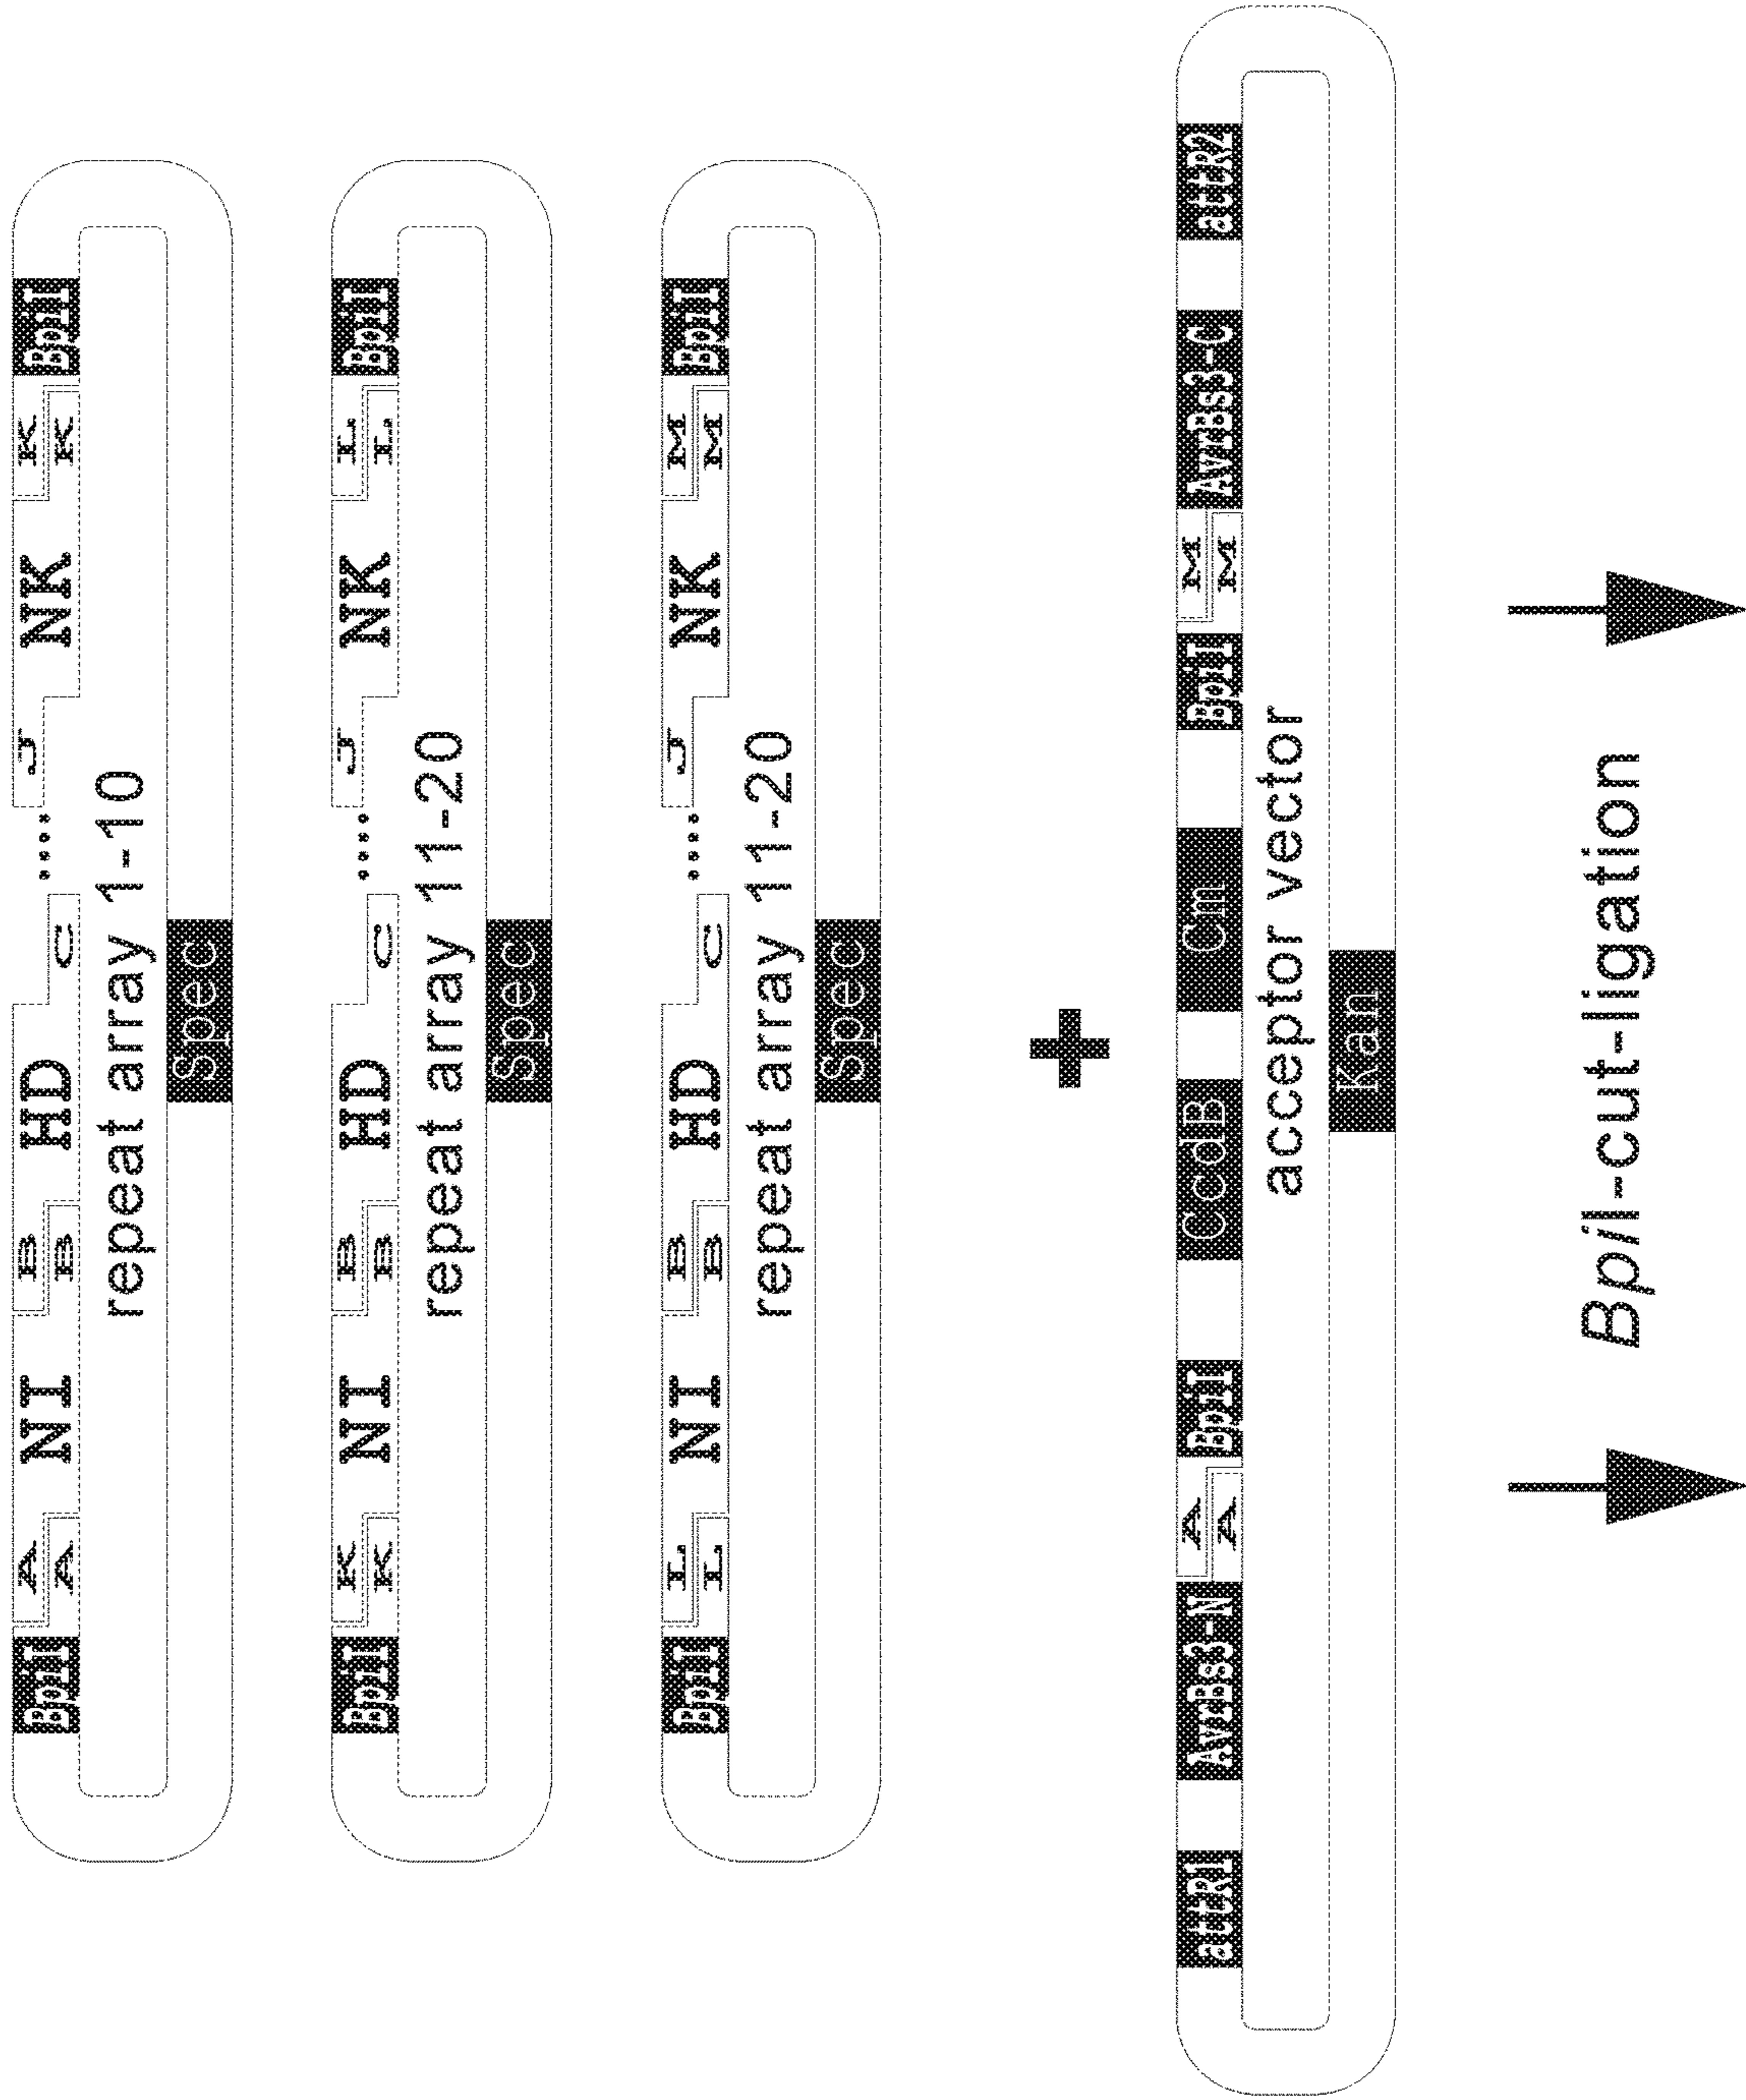 BpiI A A NI B B HD C .... J NK K K BpiI
repeat array 1-10
Spec
BpiI K K NI B B HD C .... J NK L L BpiI
repeat array 11-20
Spec
BpiI L L NI B B HD C .... J NK M M BpiI
repeat array 11-20
Spec
+
attR1 AvrBs3-N A A BpiI CcdB Cm BpiI M M AvrBs3-C attR2
acceptor vector
Kan
BpiI-cut-ligation